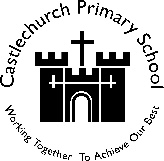 Castlechurch Primary School
Working Together To Achieve Our Best